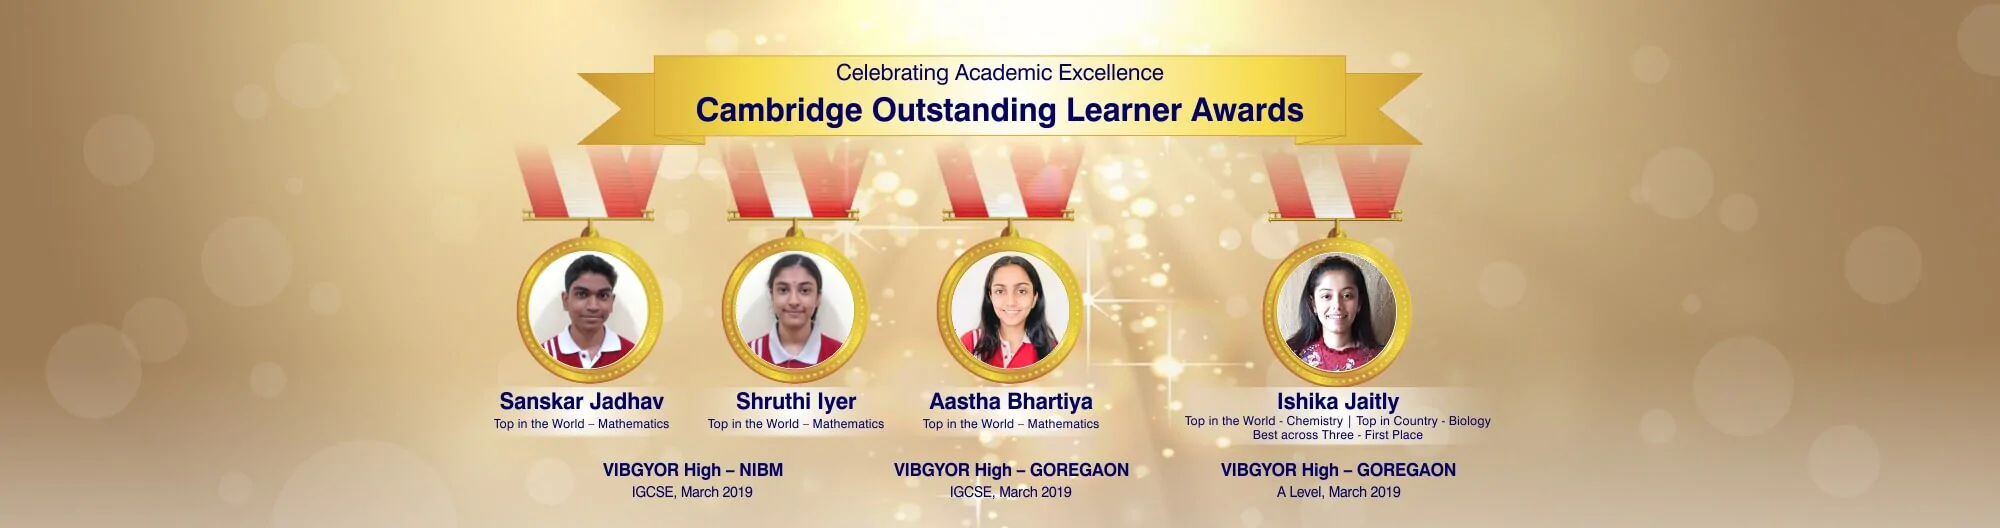 Celebrating Academic Excellence
Cambridge Outstanding Learner Awards
Sanskar Jadhav
Top in the World – Mathematics
Shruthi Iyer
Top in the World – Mathematics
VIBGYOR High – NIBM
IGCSE, March 2019
Aastha Bhartiya
Top in the World – Mathematics
VIBGYOR High – GOREGAON
IGCSE, March 2019
Ishika Jaitly
Top in the World - Chemistry | Top in Country - Biology
Best across Three - First Place
VIBGYOR High – GOREGAON
A Level, March 2019